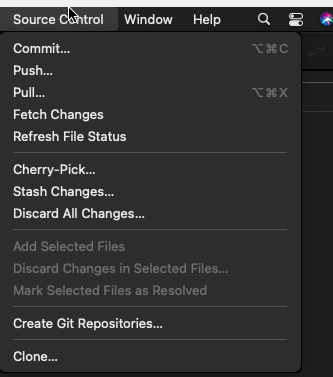 Source Control Window Help
Commit... ⌥⌘C
Push...
Pull... ⌥⌘X
Fetch Changes
Refresh File Status
Cherry-Pick...
Stash Changes...
Discard All Changes...
Add Selected Files
Discard Changes in Selected Files...
Mark Selected Files as Resolved
Create Git Repositories...
Clone...